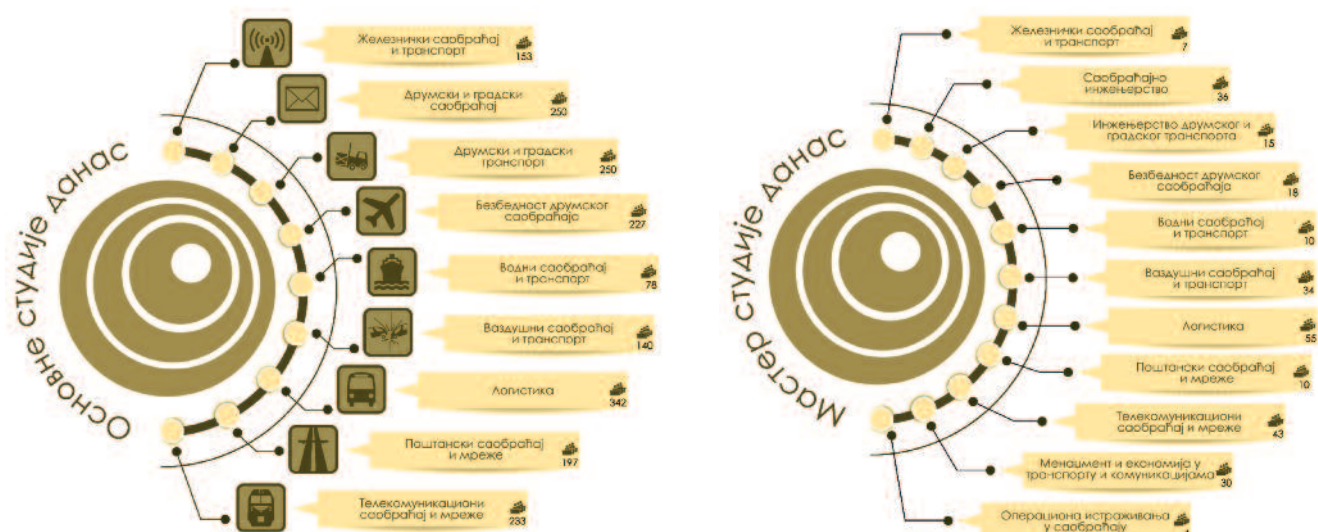 Основне студије данас
Железнички саобраћај
и транспорт
153
Друмски и градски
саобраћај
250
Друмски и градски
транспорт
250
Безбедност друмског
саобраћаја
227
Водни саобраћај
и транспорт
78
Ваздушни саобраћај
и транспорт
140
Логистика
342
Поштански саобраћај
и мреже
197
Телекомуникациони
саобраћај и мреже
233
Мастер студије данас
Железнички саобраћај
и транспорт
7
Саобраћајно
инжењерство
36
Инжењерство друмског и
градског транспорта
15
Безбедност друмског
саобраћаја
18
Водни саобраћај
и транспорт
10
Ваздушни саобраћај
и транспорт
34
Логистика
55
Поштански саобраћај
и мреже
10
Телекомуникациони
саобраћај и мреже
43
Менаџмент и економија у
транспорту и комуникацијама
30
Операциона истраживања
у саобраћају